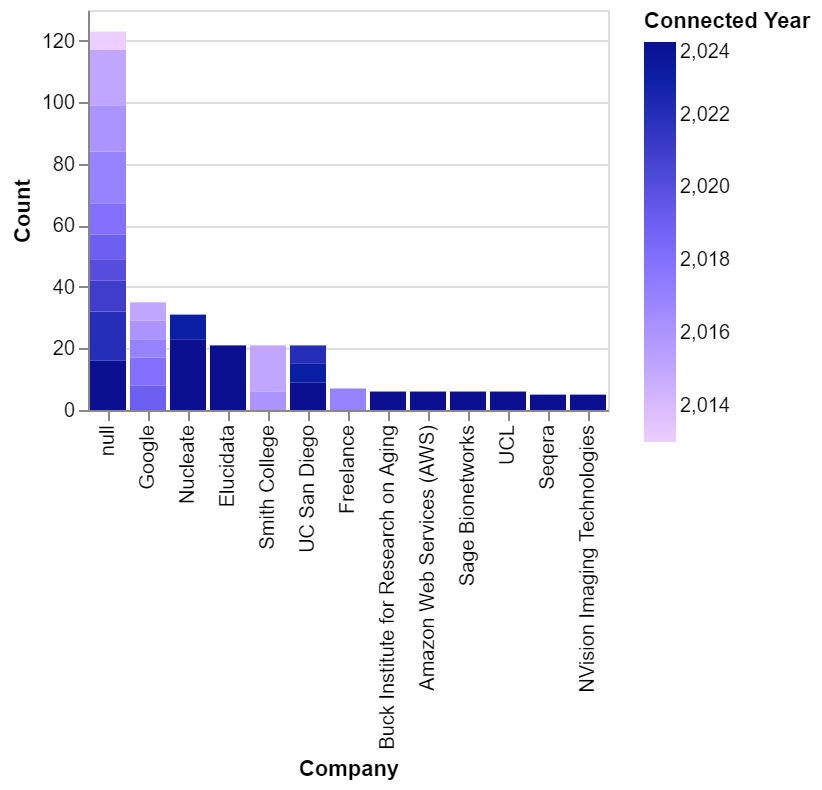 Connected Year
2,024
2,022
2,020
2,018
2,016
2,014
Count
120
100
80
60
40
20
0
null
Google
Nucleate
Elucidata
Smith College
UC San Diego
Freelance
Buck Institute for Research on Aging
Amazon Web Services (AWS)
Sage Bionetworks
UCL
Seqera
NVision Imaging Technologies
Company